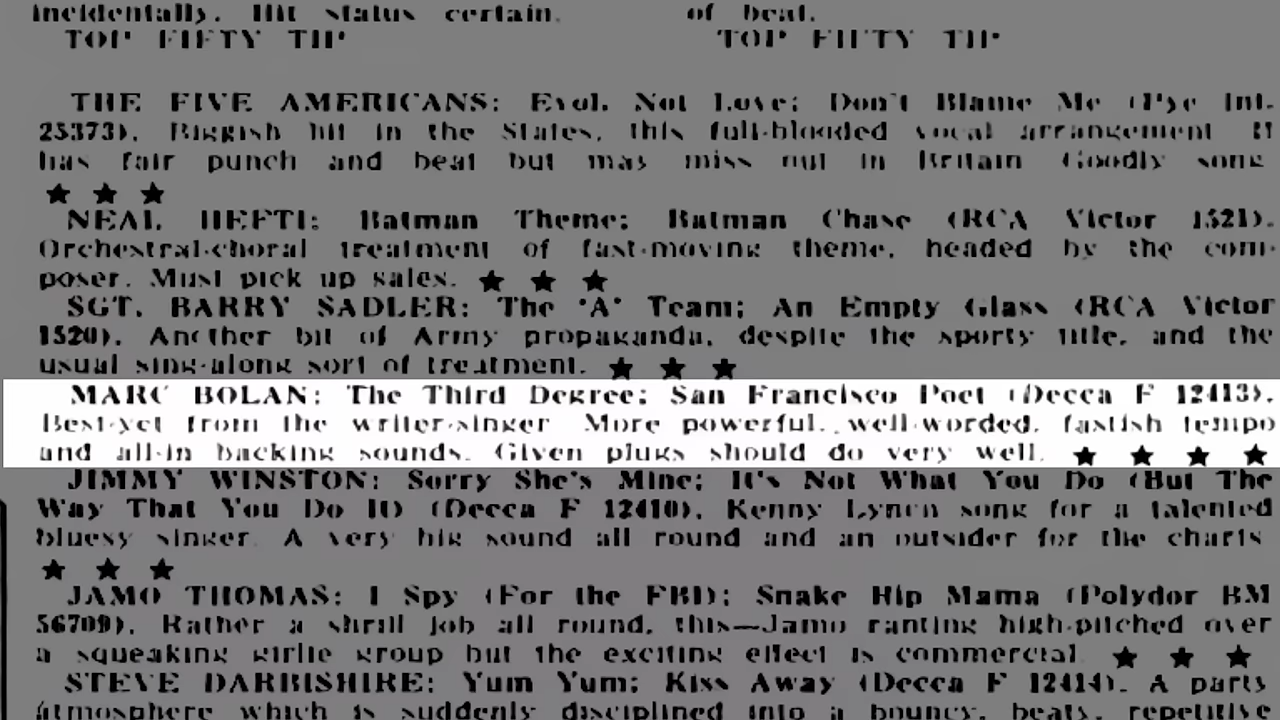 incidentally. Hit status certain. of beat.
TOP FIFTY TIP TOP FIFTY TIP
THE FIVE AMERICANS: Evol, Not Love; Don't Blame Me (Pye Int.
25373). Biggish hit in the States, this full-blooded vocal arrangement. It
has fair punch and beat but may miss out in Britain. Goodly song
★ ★ ★
NEAL HEFTI: Batman Theme; Batman Chase (RCA Victor 1521).
Orchestral-choral treatment of fast-moving theme, headed by the com-
poser. Must pick up sales. ★ ★ ★
SGT. BARRY SADLER: The 'A' Team; An Empty Glass (RCA Victor
1520). Another bit of Army propaganda, despite the sporty title, and the
usual sing-along sort of treatment. ★ ★ ★
MARC BOLAN: The Third Degree; San Francisco Poet (Decca F 12413).
Best-yet from the writer-singer. More powerful, well-worded, fastish tempo
and all-in backing sounds. Given plugs should do very well. ★ ★ ★ ★
JIMMY WINSTON: Sorry She's Mine; It's Not What You Do (But The
Way That You Do It) (Decca F 12410). Kenny Lynch song for a talented
bluesy singer. A very big sound all round and an outsider for the charts
★ ★ ★
JAMO THOMAS: I Spy (For the FBI); Snake Hip Mama (Polydor BM
56709). Rather a shrill job all round, this—Jamo ranting high-pitched over
a squeaking girlie group but the exciting effect is commercial. ★ ★ ★
STEVE DARBISHIRE: Yum Yum; Kiss Away (Decca F 12414). A party
atmosphere which is suddenly disciplined into a bouncy, beaty, repetitive